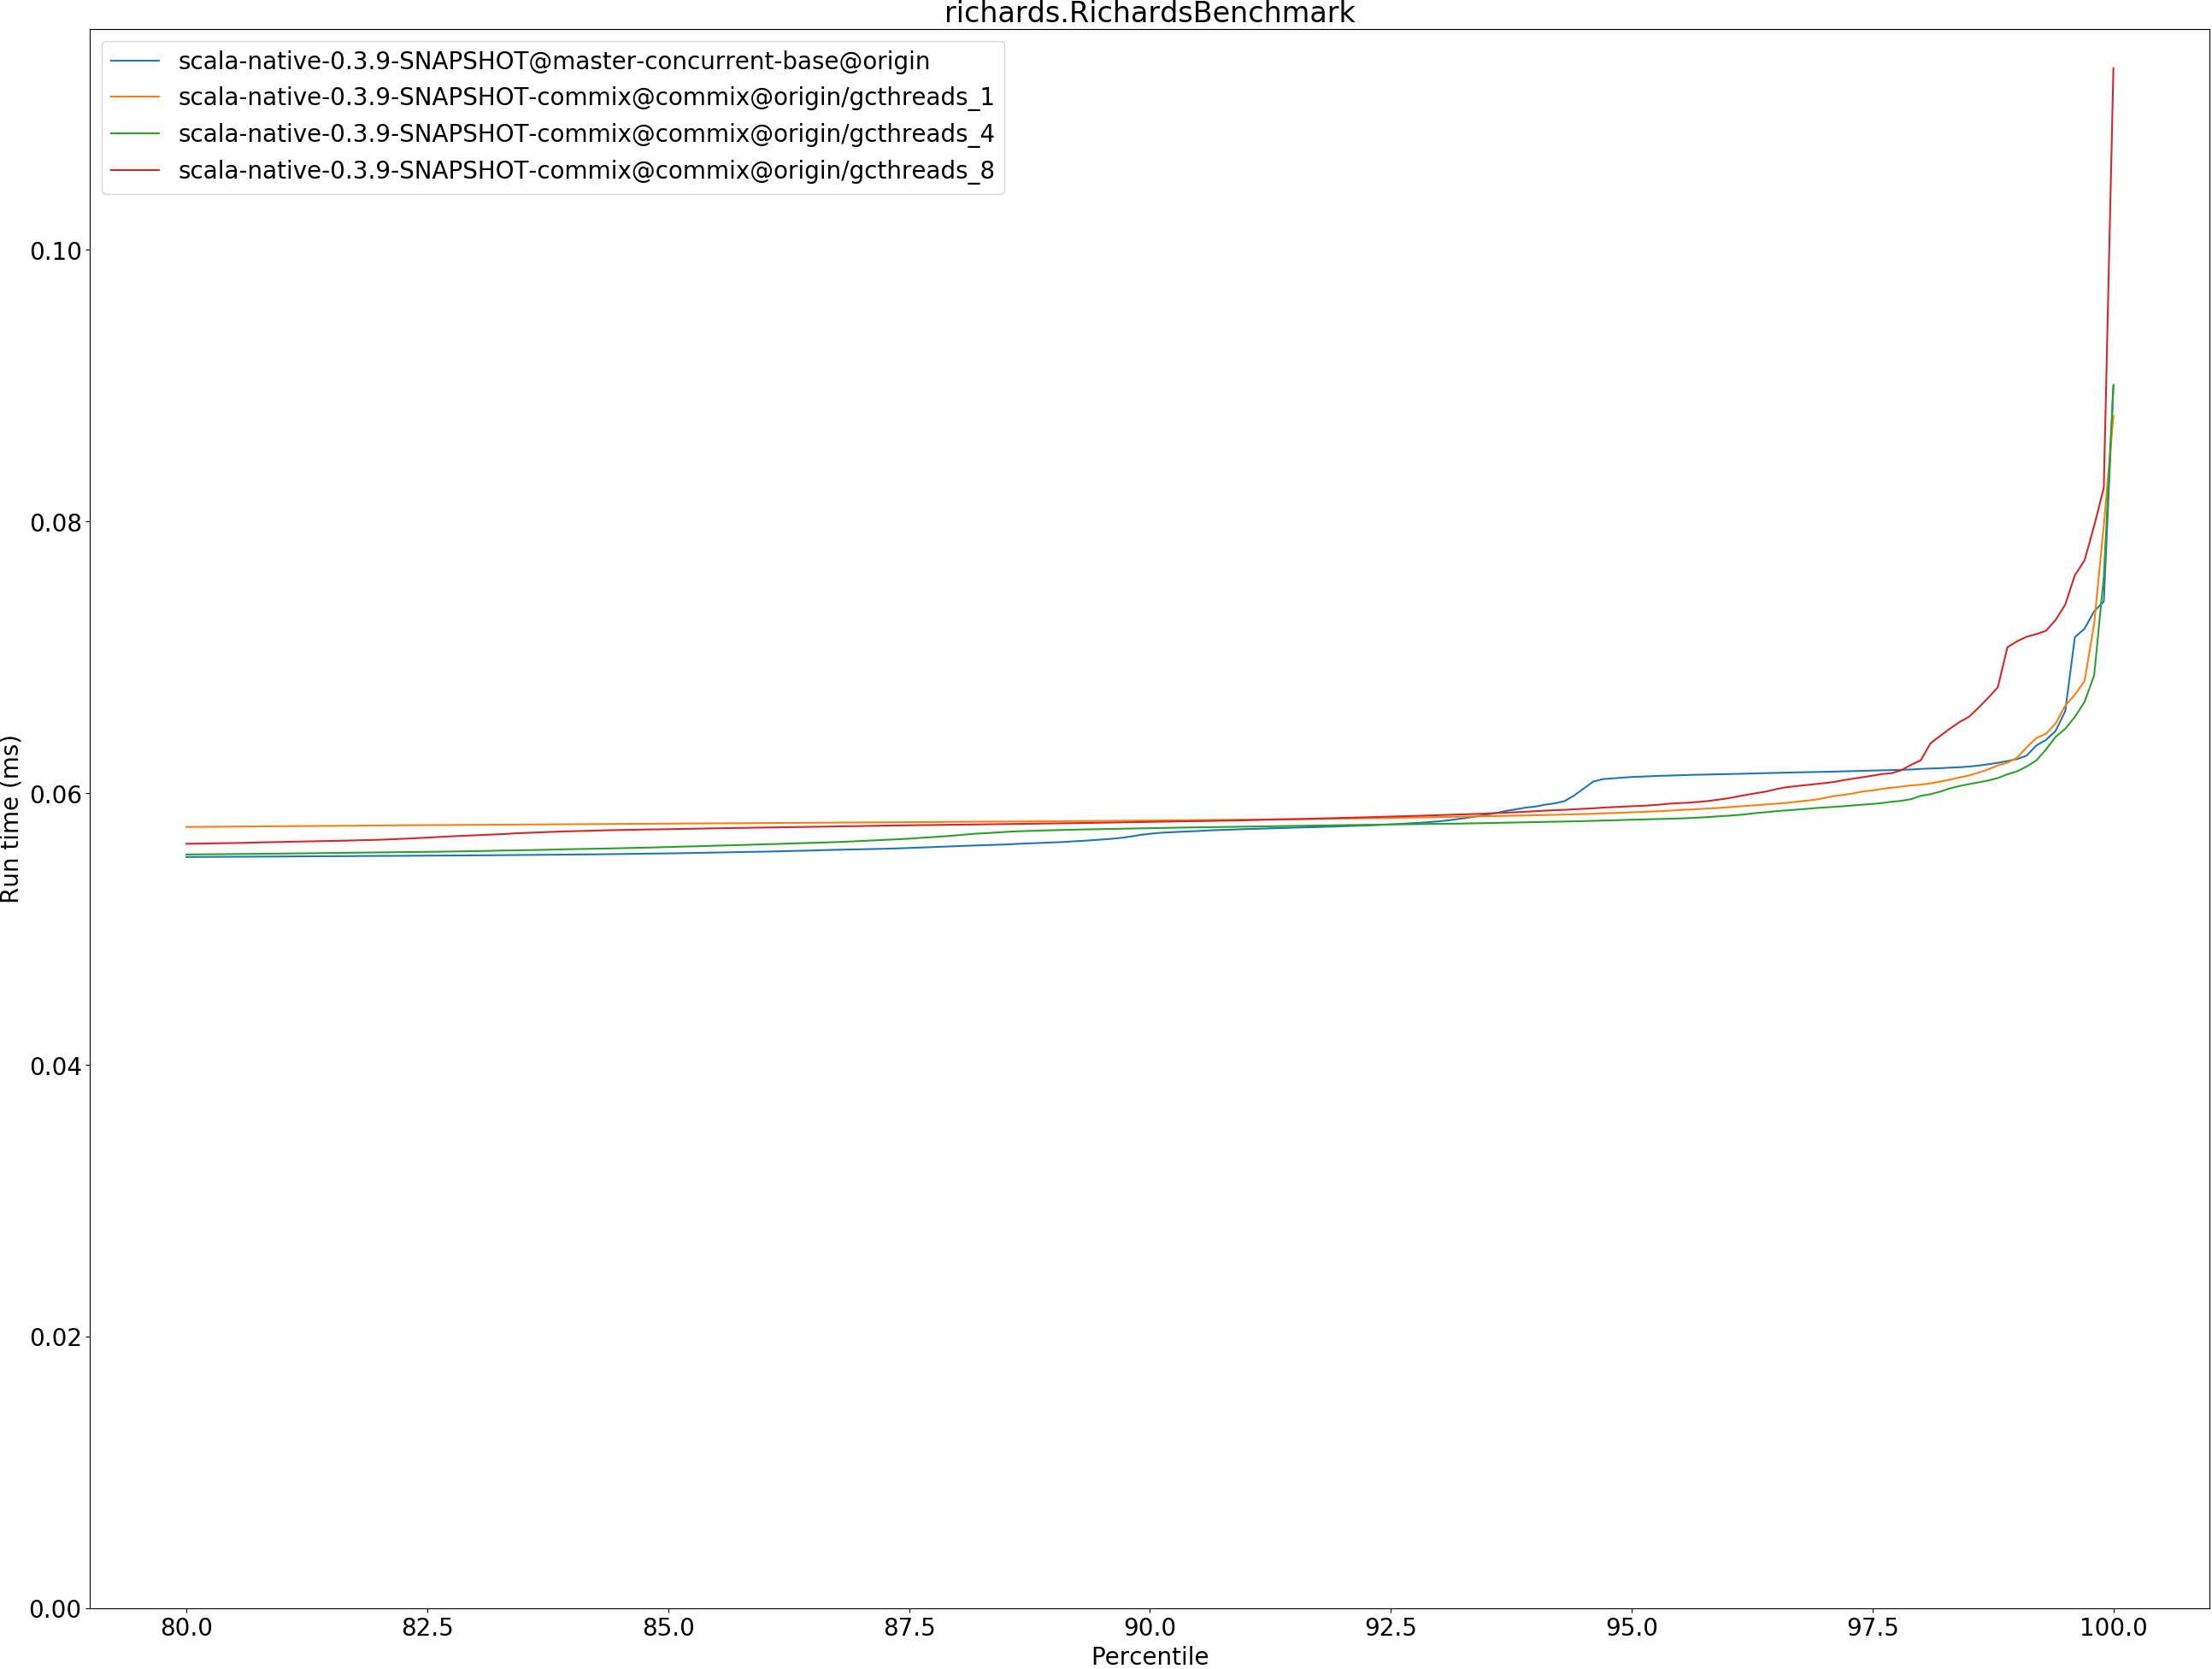 richards.RichardsBenchmark
scala-native-0.3.9-SNAPSHOT@master-concurrent-base@origin
scala-native-0.3.9-SNAPSHOT-commix@commix@origin/gcthreads_1
scala-native-0.3.9-SNAPSHOT-commix@commix@origin/gcthreads_4
scala-native-0.3.9-SNAPSHOT-commix@commix@origin/gcthreads_8
Run time (ms)
0.10
0.08
0.06
0.04
0.02
0.00
80.0 82.5 85.0 87.5 90.0 92.5 95.0 97.5 100.0
Percentile